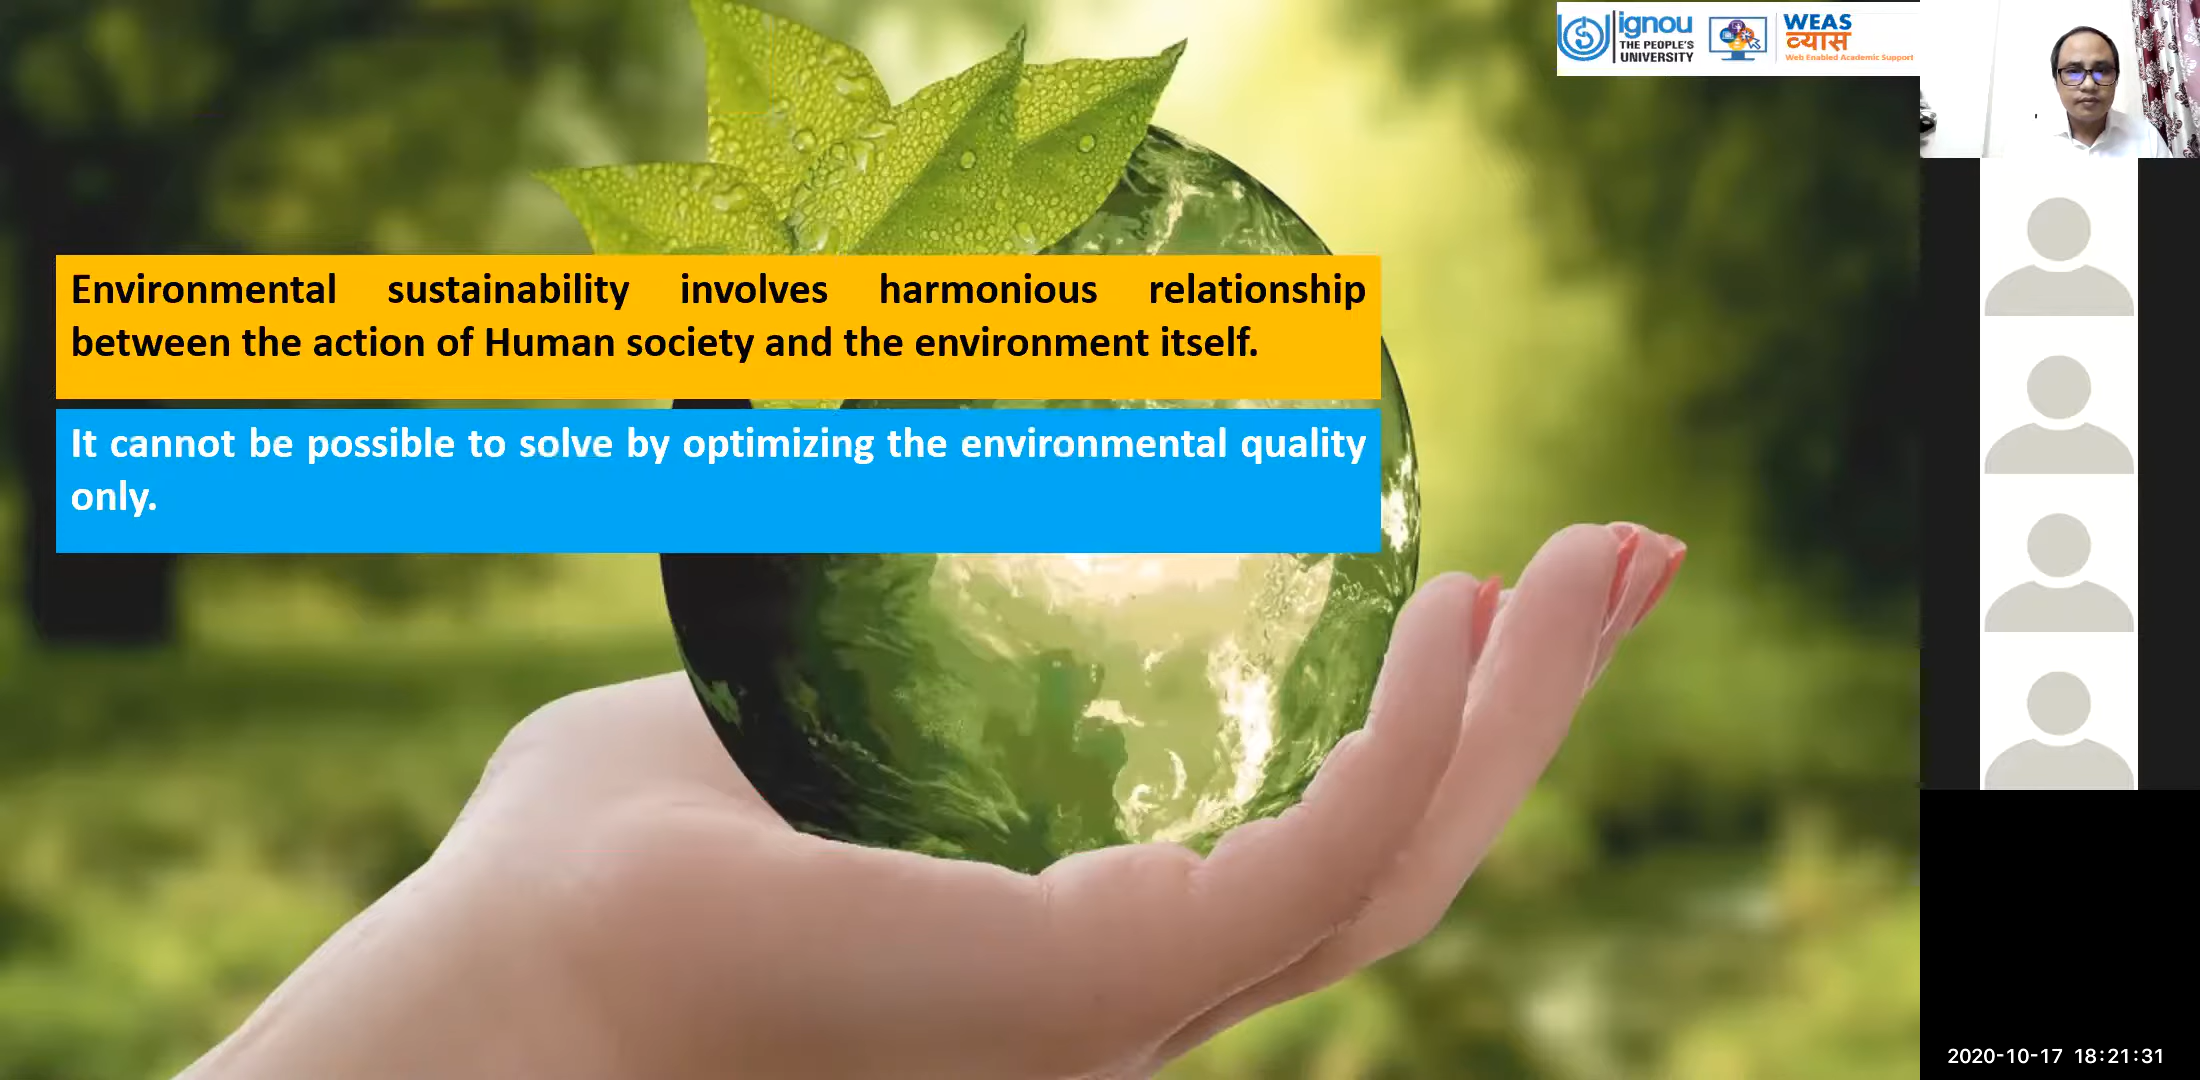 ignou
THE PEOPLE'S
UNIVERSITY
WEAS
व्यास
Web Enabled Academic Support
Environmental sustainability involves harmonious relationship
between the action of Human society and the environment itself.
It cannot be possible to solve by optimizing the environmental quality
only.
2020-10-17 18:21:31